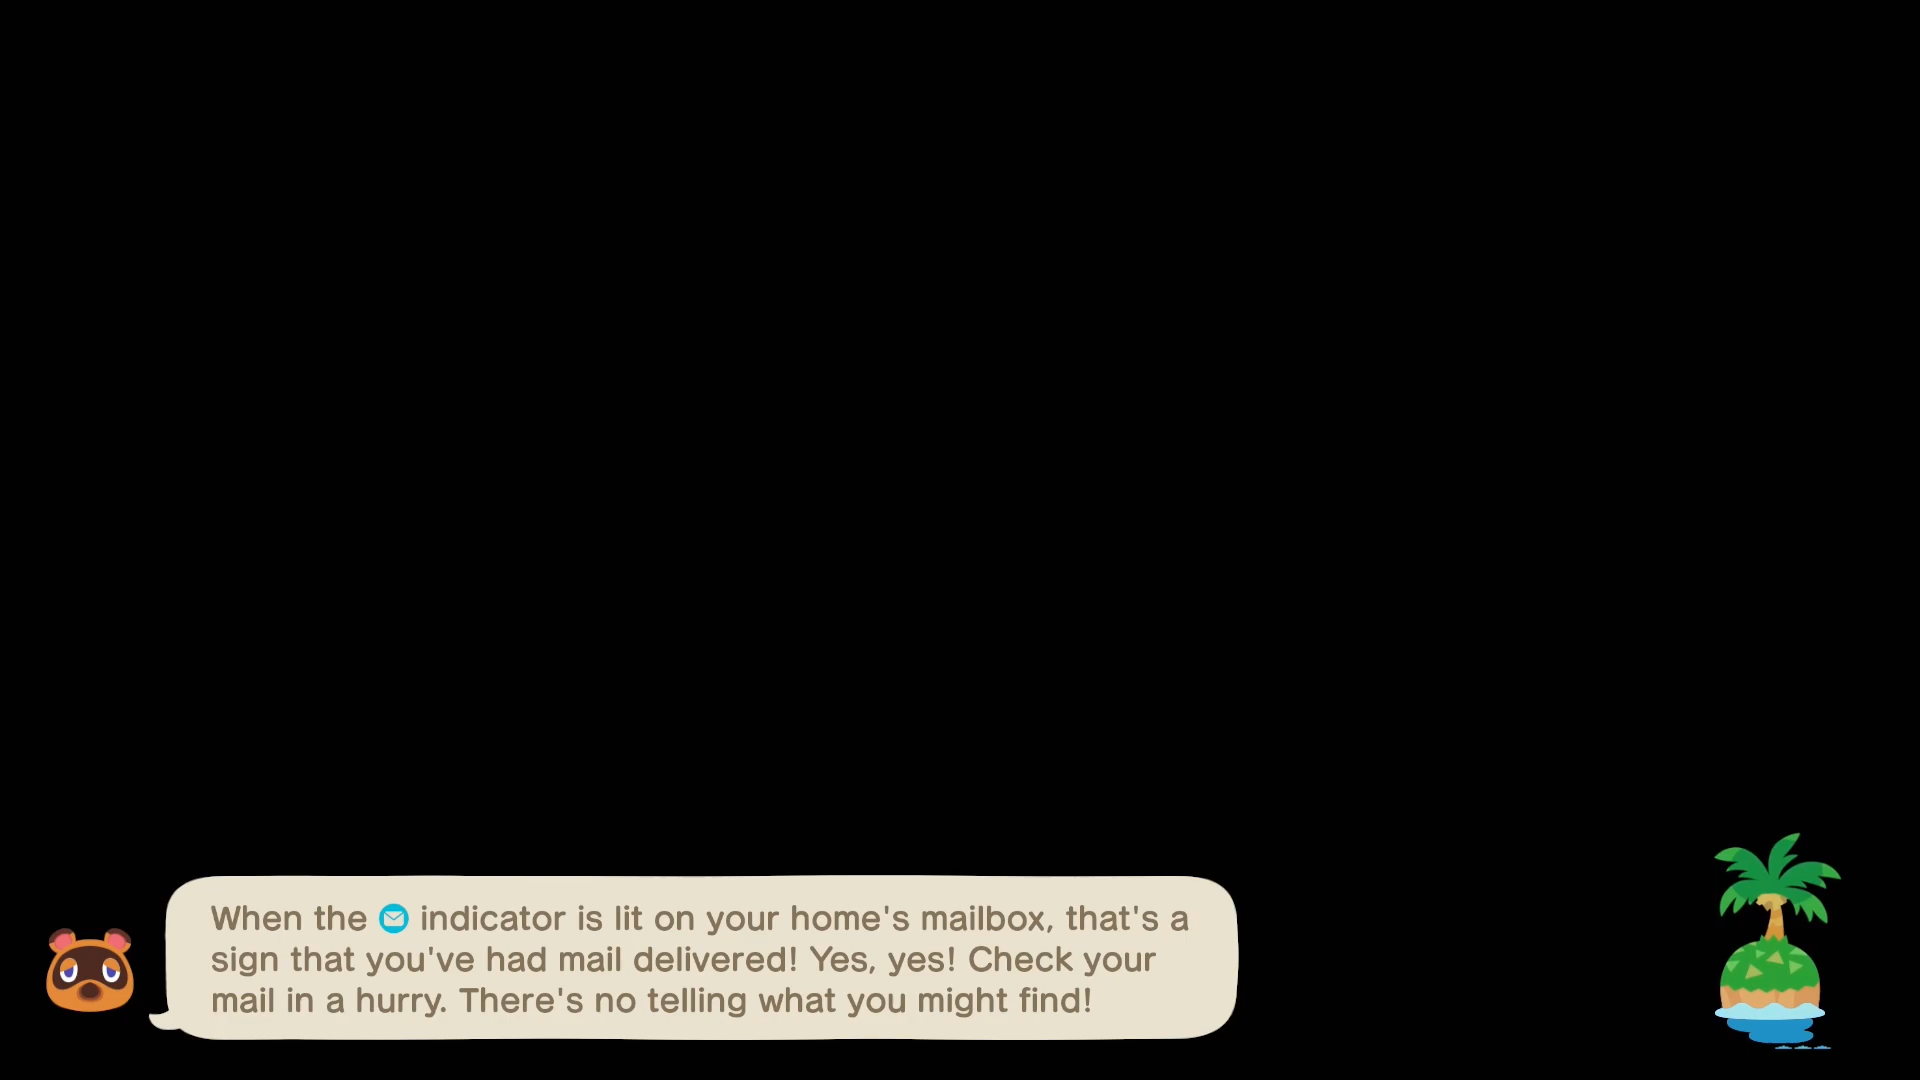 When the indicator is lit on your home's mailbox, that's a
sign that you've had mail delivered! Yes, yes! Check your
mail in a hurry. There's no telling what you might find!